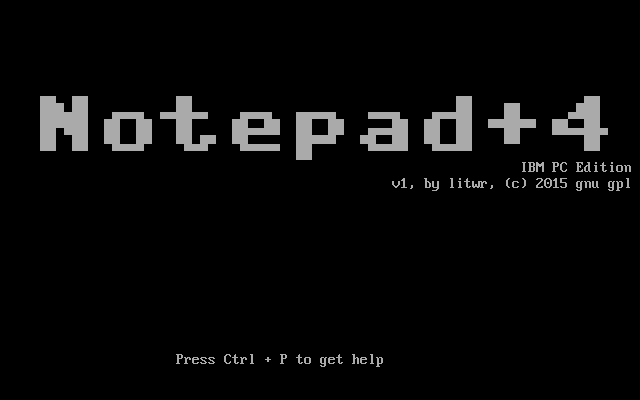 Notepad+4
IBM PC Edition
v1, by litwr, (c) 2015 gnu gpl
Press Ctrl + P to get help